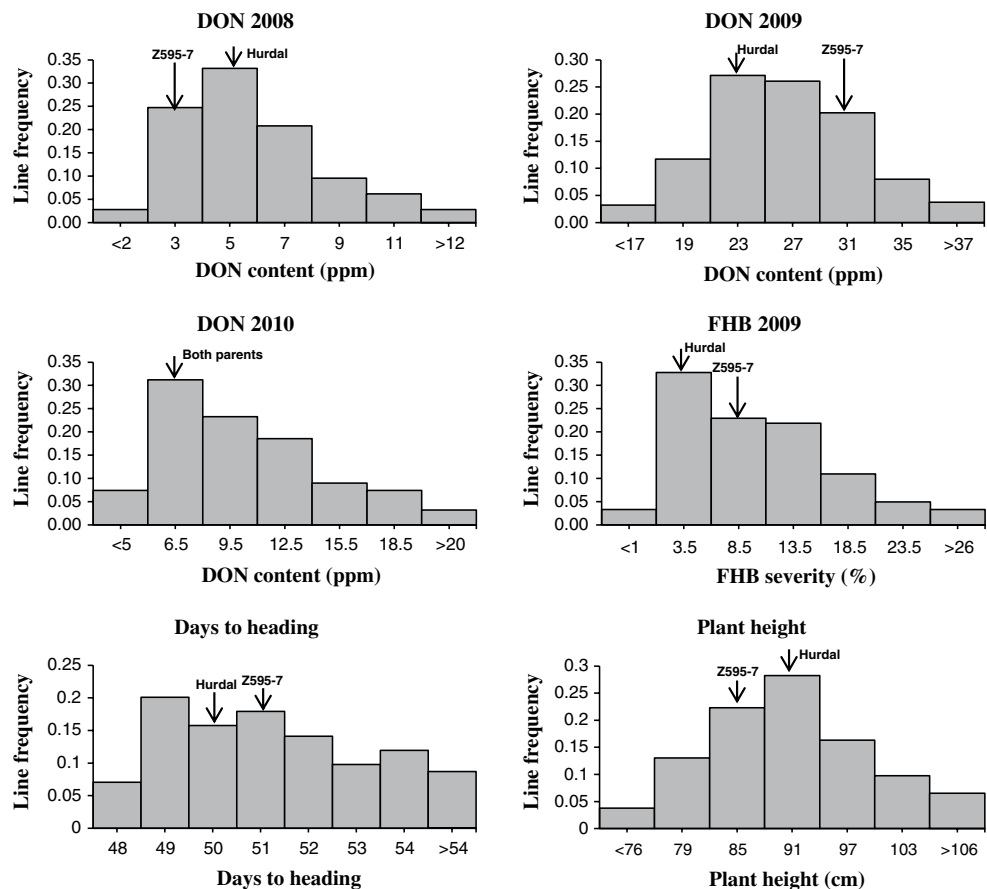 DON 2008
Z595-7
Hurdal
Line frequency
0.35
0.30
0.25
0.20
0.15
0.10
0.05
0.00
<2 3 5 7 9 11 >12
DON content (ppm)
DON 2009
Hurdal
Z595-7
Line frequency
0.35
0.30
0.25
0.20
0.15
0.10
0.05
0.00
<17 19 23 27 31 35 >37
DON content (ppm)
DON 2010
Both parents
Line frequency
0.35
0.30
0.25
0.20
0.15
0.10
0.05
0.00
<5 6.5 9.5 12.5 15.5 18.5 >20
DON content (ppm)
FHB 2009
Hurdal
Z595-7
Line frequency
0.35
0.30
0.25
0.20
0.15
0.10
0.05
0.00
<1 3.5 8.5 13.5 18.5 23.5 >26
FHB severity (%)
Days to heading
Hurdal
Z595-7
Line frequency
0.25
0.2
0.15
0.1
0.05
0
48 49 50 51 52 53 54 >54
Days to heading
Plant height
Z595-7
Hurdal
Line frequency
0.3
0.25
0.2
0.15
0.1
0.05
0
<76 79 85 91 97 103 >106
Plant height (cm)